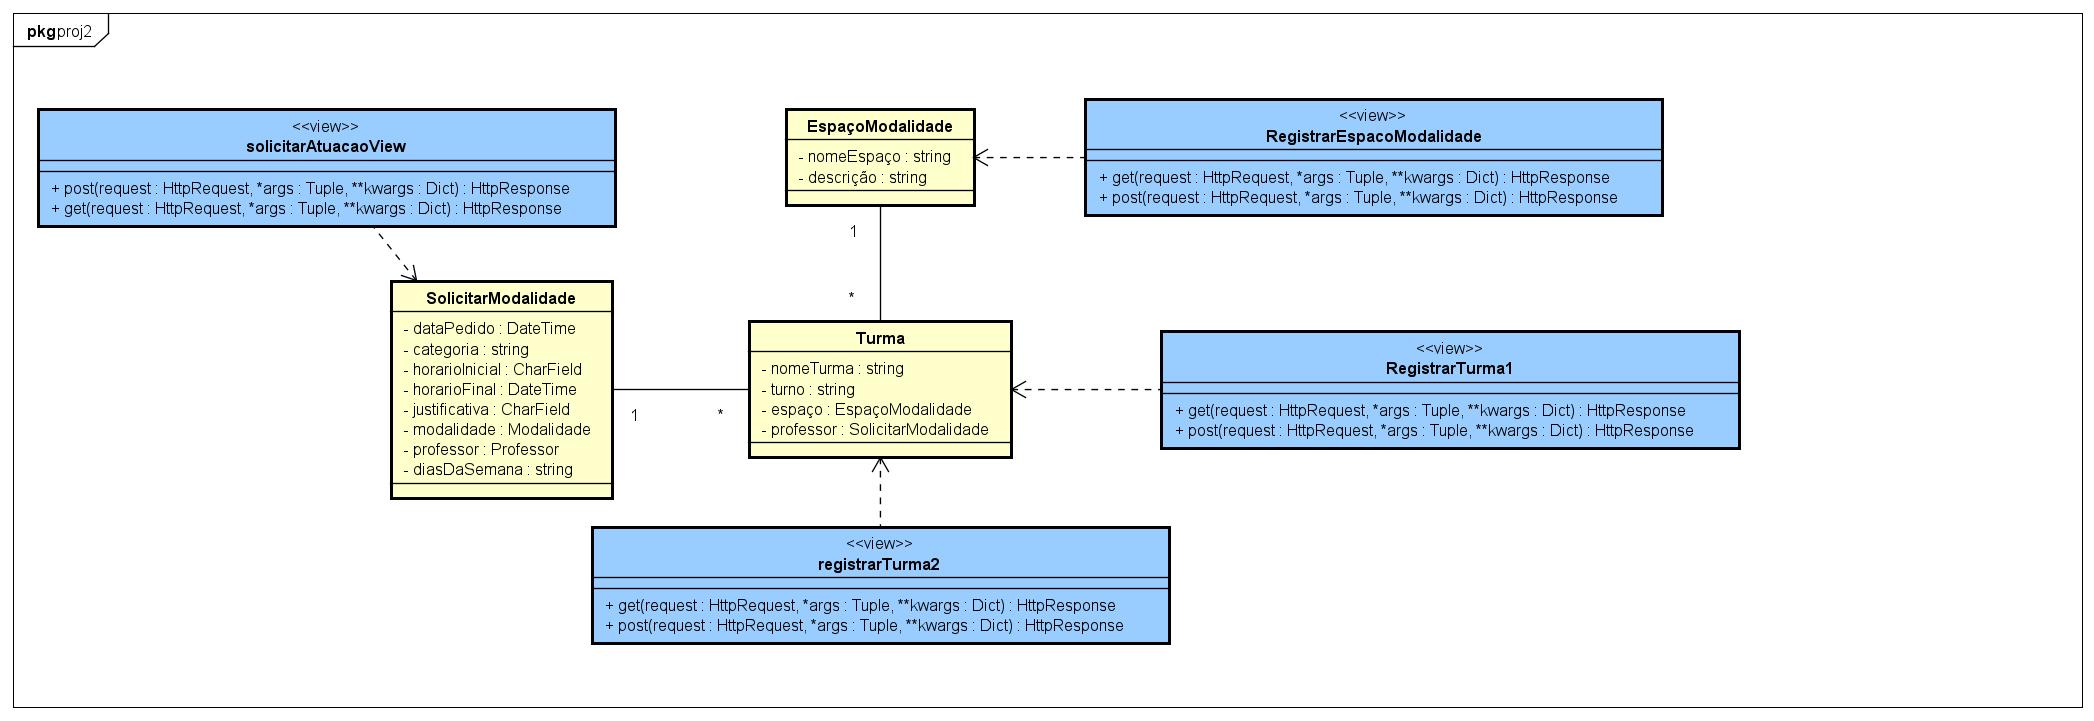 pkg proj2
<<view>>
solicitarAtuacaoView
+ post(request : HttpRequest, *args : Tuple, **kwargs : Dict) : HttpResponse
+ get(request : HttpRequest, *args : Tuple, **kwargs : Dict) : HttpResponse
EspaçoModalidade
- nomeEspaço : string
- descrição : string
<<view>>
RegistrarEspacoModalidade
+ get(request : HttpRequest, *args : Tuple, **kwargs : Dict) : HttpResponse
+ post(request : HttpRequest, *args : Tuple, **kwargs : Dict) : HttpResponse
1
*
SolicitarModalidade
- dataPedido : DateTime
- categoria : string
- horarioInicial : CharField
- horarioFinal : DateTime
- justificativa : CharField
- modalidade : Modalidade
- professor : Professor
- diasDaSemana : string
1
*
Turma
- nomeTurma : string
- turno : string
- espaço : EspaçoModalidade
- professor : SolicitarModalidade
<<view>>
RegistrarTurma1
+ get(request : HttpRequest, *args : Tuple, **kwargs : Dict) : HttpResponse
+ post(request : HttpRequest, *args : Tuple, **kwargs : Dict) : HttpResponse
<<view>>
registrarTurma2
+ get(request : HttpRequest, *args : Tuple, **kwargs : Dict) : HttpResponse
+ post(request : HttpRequest, *args : Tuple, **kwargs : Dict) : HttpResponse